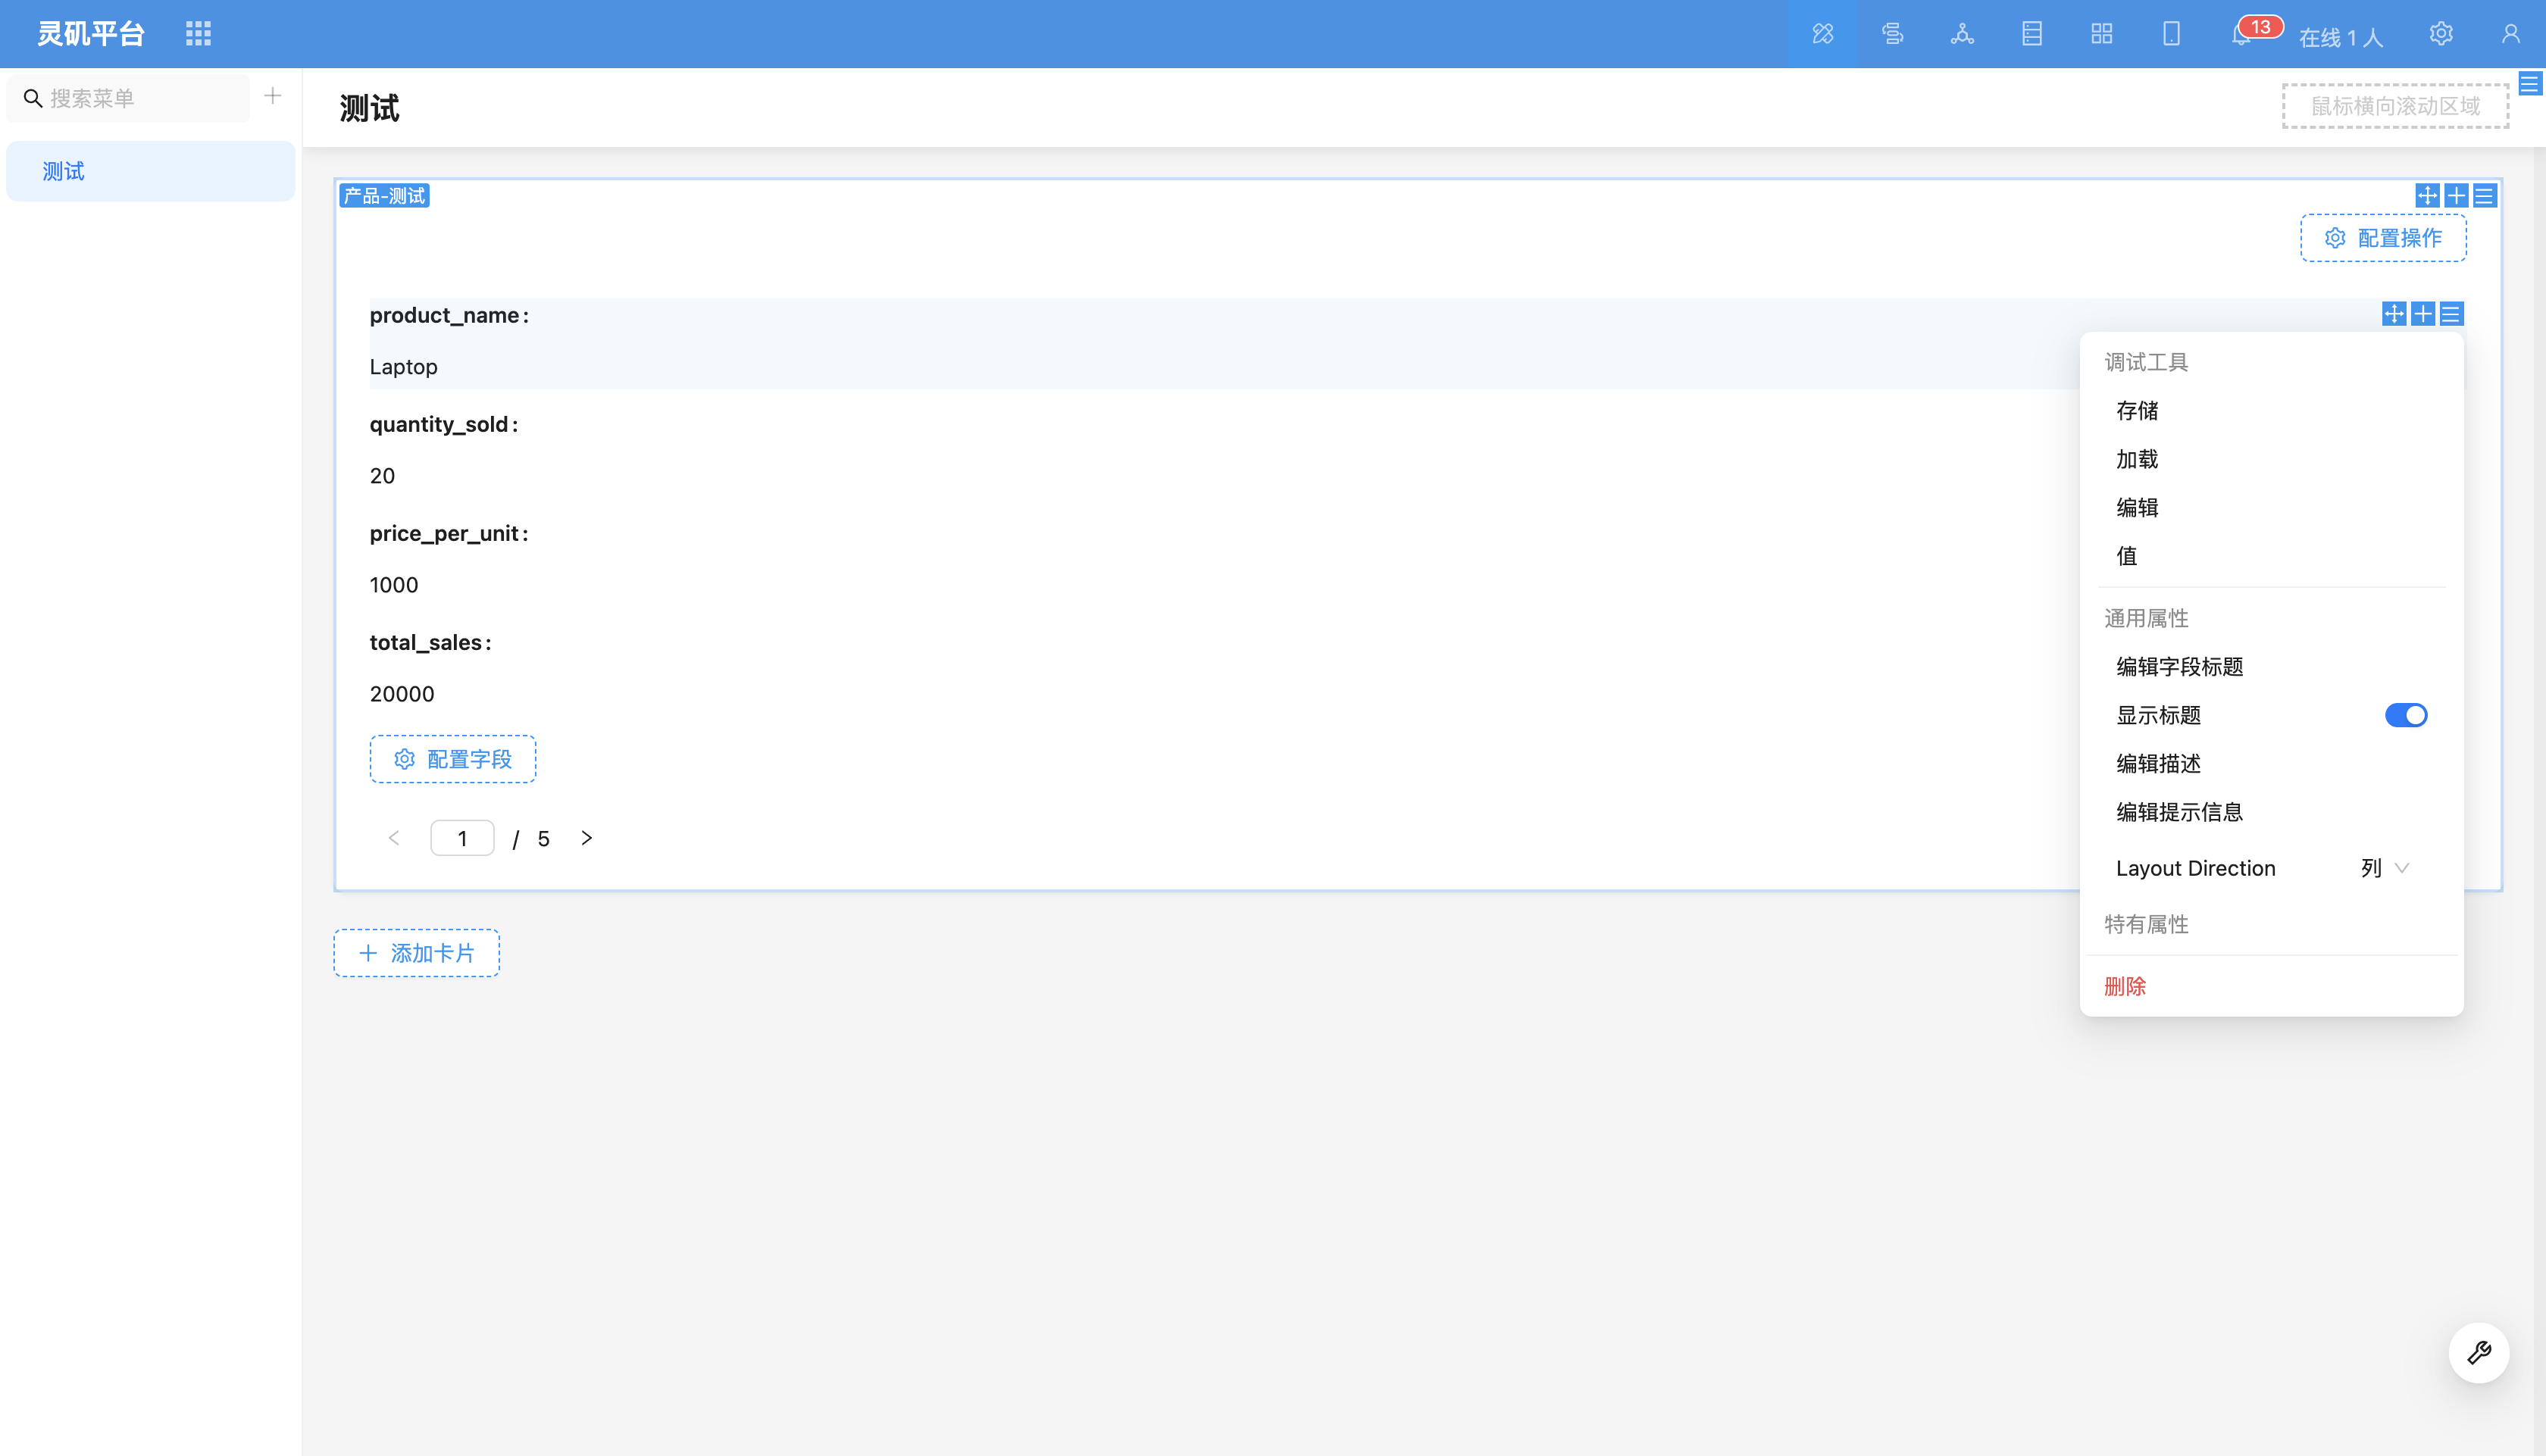 灵矶平台
13
在线 1 人
搜索菜单
测试
测试
鼠标横向滚动区域
产品-测试
配置操作
product_name:
Laptop
quantity_sold:
20
price_per_unit:
1000
total_sales:
20000
配置字段
1 / 5
添加卡片
调试工具
存储
加载
编辑
值
通用属性
编辑字段标题
显示标题
编辑描述
编辑提示信息
Layout Direction 列
特有属性
删除